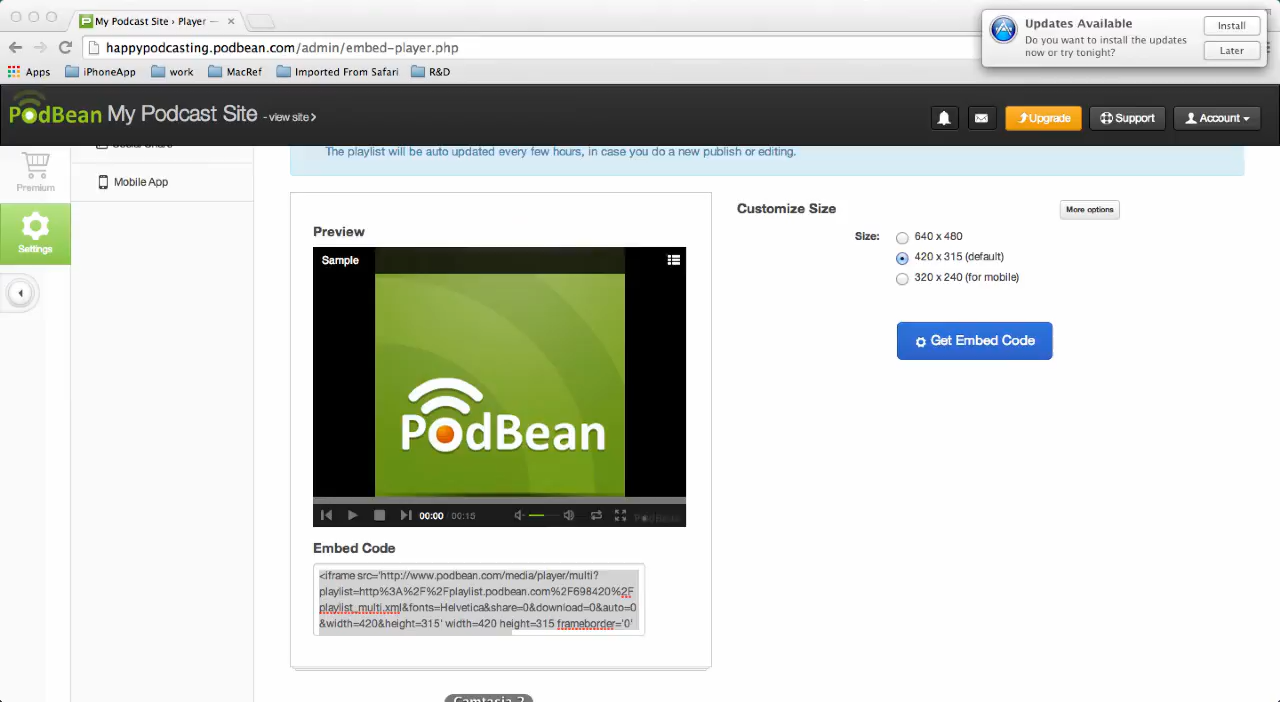 My Podcast Site › Player —
happypodcasting.podbean.com/admin/embed-player.php
Updates Available
Do you want to install the updates
now or try tonight?
Install
Later
Apps
iPhoneApp
work
MacRef
Imported From Safari
R&D
PodBean
My Podcast Site - view site
Upgrade
Support
Account
Social Share
The playlist will be auto updated every few hours, in case you do a new publish or editing.
Premium
Mobile App
Settings
Preview
Sample
PodBean
00:00 / 00:15
PodBean
Customize Size
More options
Size:
640 x 480
420 x 315 (default)
320 x 240 (for mobile)
Get Embed Code
Embed Code
<iframe src='http://www.podbean.com/media/player/multi?
playlist=http%3A%2F%2Fplaylist.podbean.com%2F698420%2F
playlist_multi.xml&fonts=Helvetica&share=0&download=0&auto=0
&width=420&height=315' width=420 height=315 frameborder='0'
Camtasia 2